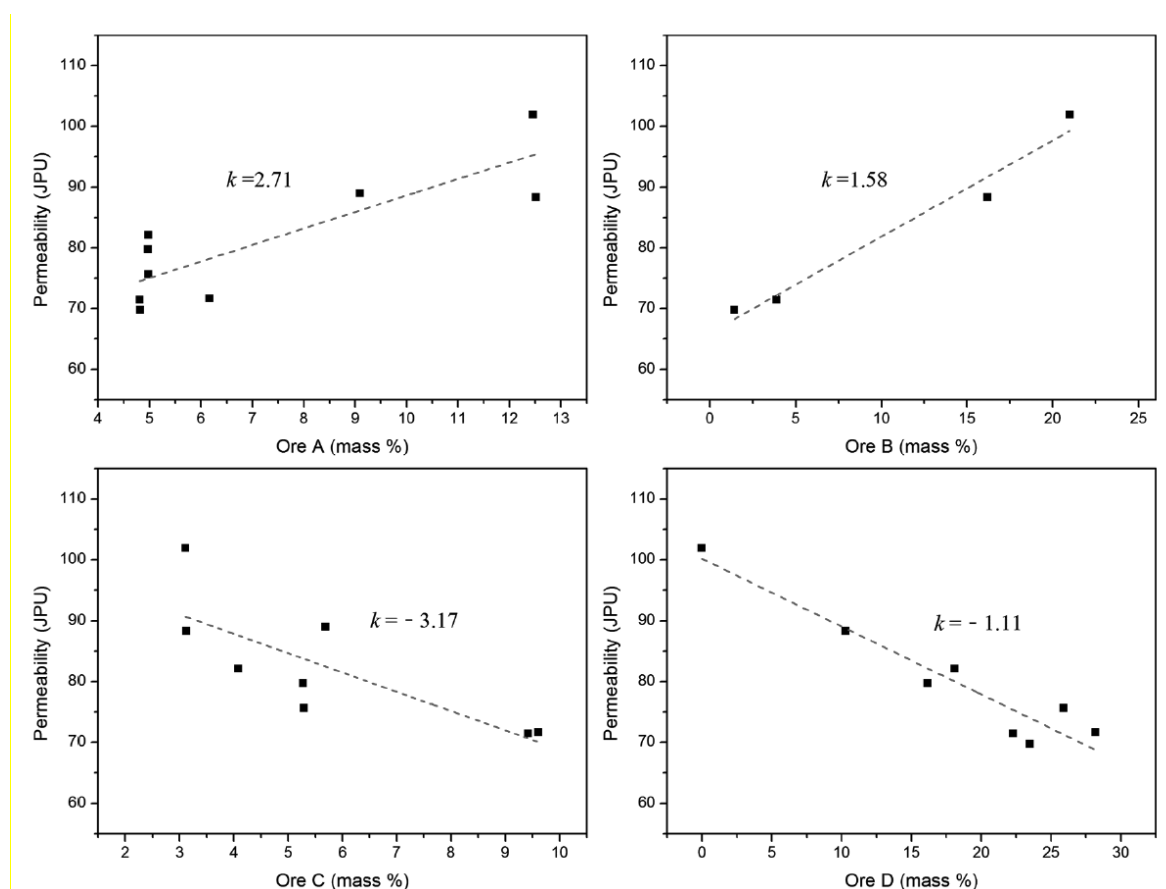 110
100
90
80
70
60
Permeability (JPU)
k =2.71
4 5 6 7 8 9 10 11 12 13
Ore A (mass %)
110
100
90
80
70
60
Permeability (JPU)
k =1.58
0 5 10 15 20 25
Ore B (mass %)
110
100
90
80
70
60
Permeability (JPU)
k = - 3.17
2 3 4 5 6 7 8 9 10
Ore C (mass %)
110
100
90
80
70
60
Permeability (JPU)
k = - 1.11
0 5 10 15 20 25 30
Ore D (mass %)